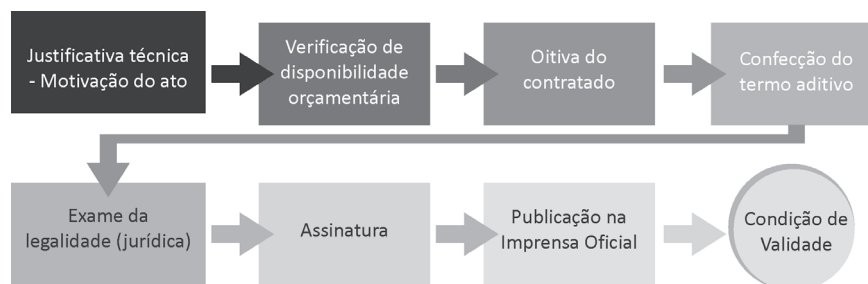 Justificativa técnica
- Motivação do ato
Verificação de
disponibilidade
orçamentária
Oitiva do
contratado
Confecção do
termo aditivo
Exame da
legalidade (jurídica)
Assinatura
Publicação na
Imprensa Oficial
Condição de
Validade